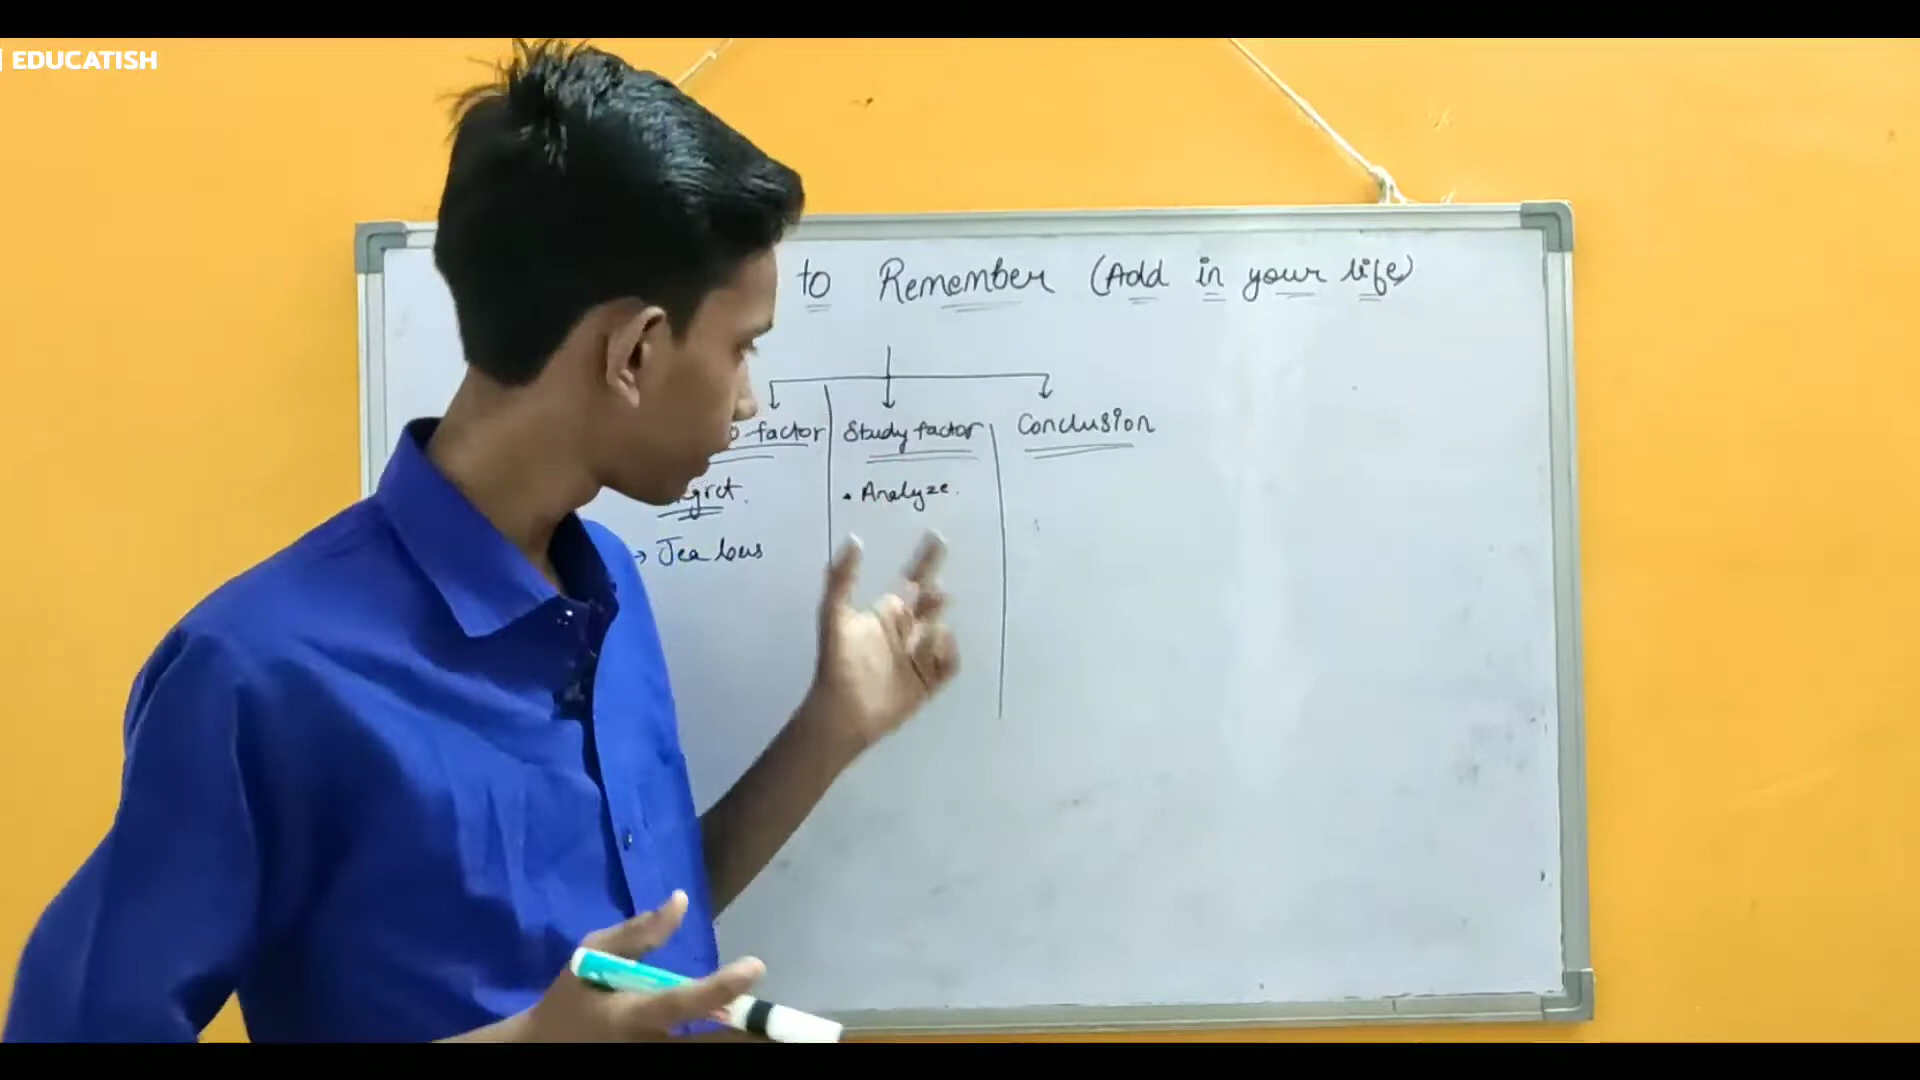 EDUCATISH
to Remember (Add in your life)
factor Study factor Conclusion
• Analyze.
→ Jealous